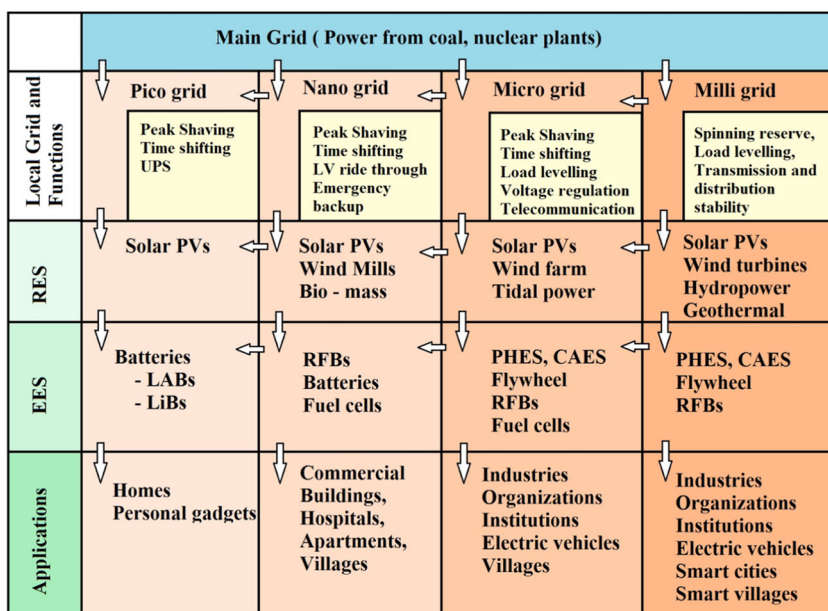 Main Grid ( Power from coal, nuclear plants)
Local Grid and
Functions
Pico grid
Peak Shaving
Time shifting
UPS
Nano grid
Peak Shaving
Time shifting
LV ride through
Emergency
backup
Micro grid
Peak Shaving
Time shifting
Load levelling
Voltage regulation
Telecommunication
Milli grid
Spinning reserve,
Load levelling,
Transmission and
distribution
stability
RES
Solar PVs
Solar PVs
Wind Mills
Bio - mass
Solar PVs
Wind farm
Tidal power
Solar PVs
Wind turbines
Hydropower
Geothermal
EES
Batteries
- LABs
- LiBs
RFBs
Batteries
Fuel cells
PHES, CAES
Flywheel
RFBs
Fuel cells
PHES, CAES
Flywheel
RFBs
Applications
Homes
Personal gadgets
Commercial
Buildings,
Hospitals,
Apartments,
Villages
Industries
Organizations
Institutions
Electric vehicles
Villages
Industries
Organizations
Institutions
Electric vehicles
Smart cities
Smart villages